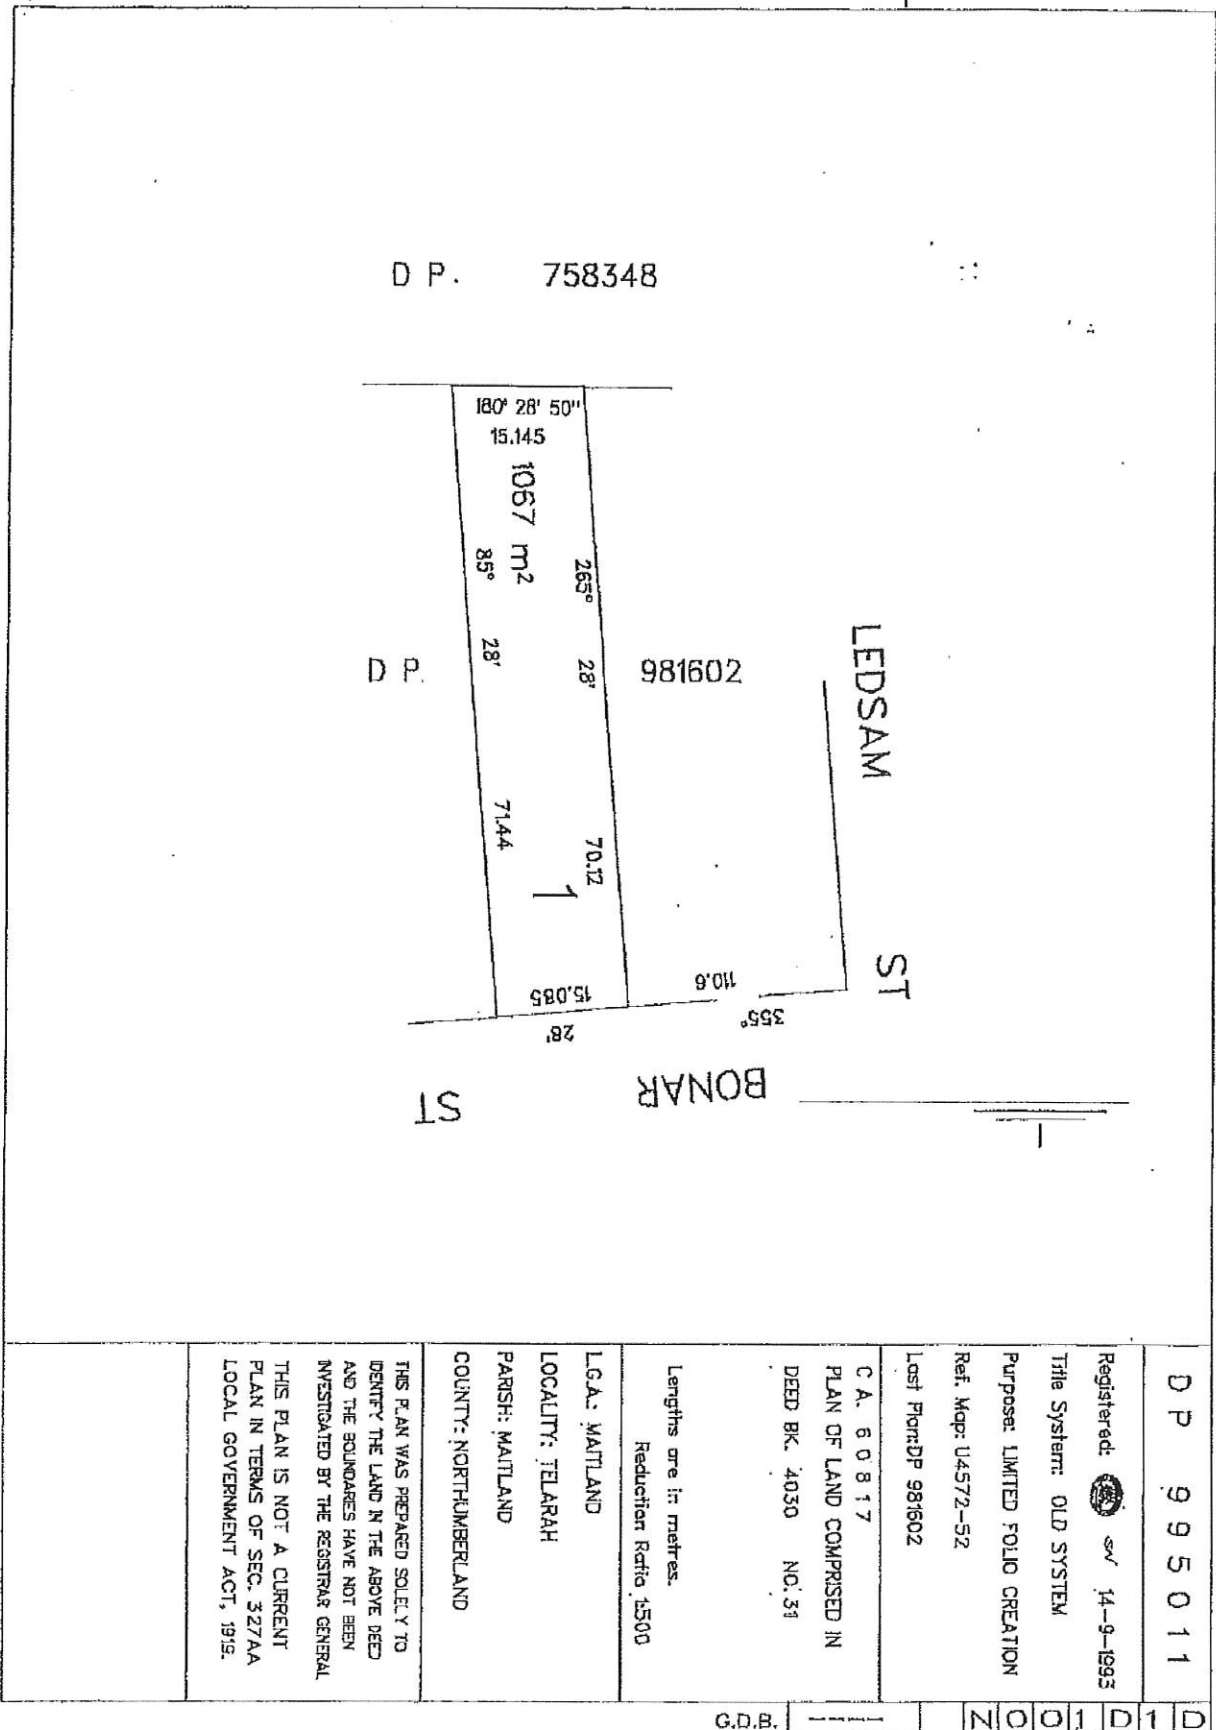 D P 995011
Registered: 14-9-1993
Title System: OLD SYSTEM
Purpose: LIMITED FOLIO CREATION
Ref. Map: U4572-52
Last Plan: DP 981602
C A. 60817
PLAN OF LAND COMPRISED IN
DEED BK. 4030 NO. 31
Lengths are in metres.
Reduction Ratio 1:500
L.G.A.: MAITLAND
LOCALITY: TELARAH
PARISH: MAITLAND
COUNTY: NORTHUMBERLAND
THIS PLAN WAS PREPARED SOLELY TO
IDENTIFY THE LAND IN THE ABOVE DEED
AND THE BOUNDARIES HAVE NOT BEEN
INVESTIGATED BY THE REGISTRAR GENERAL
THIS PLAN IS NOT A CURRENT
PLAN IN TERMS OF SEC. 327AA
LOCAL GOVERNMENT ACT, 1919.
D P. 758348
180° 28' 50"
15.145
1067 m²
265° 28' 70.12
85° 28' 71.44
1
D P. 981602
LEDSAM ST
110.6
15.085
355° 28'
BONAR ST
G.D.B.
N O O 1 D 1 D